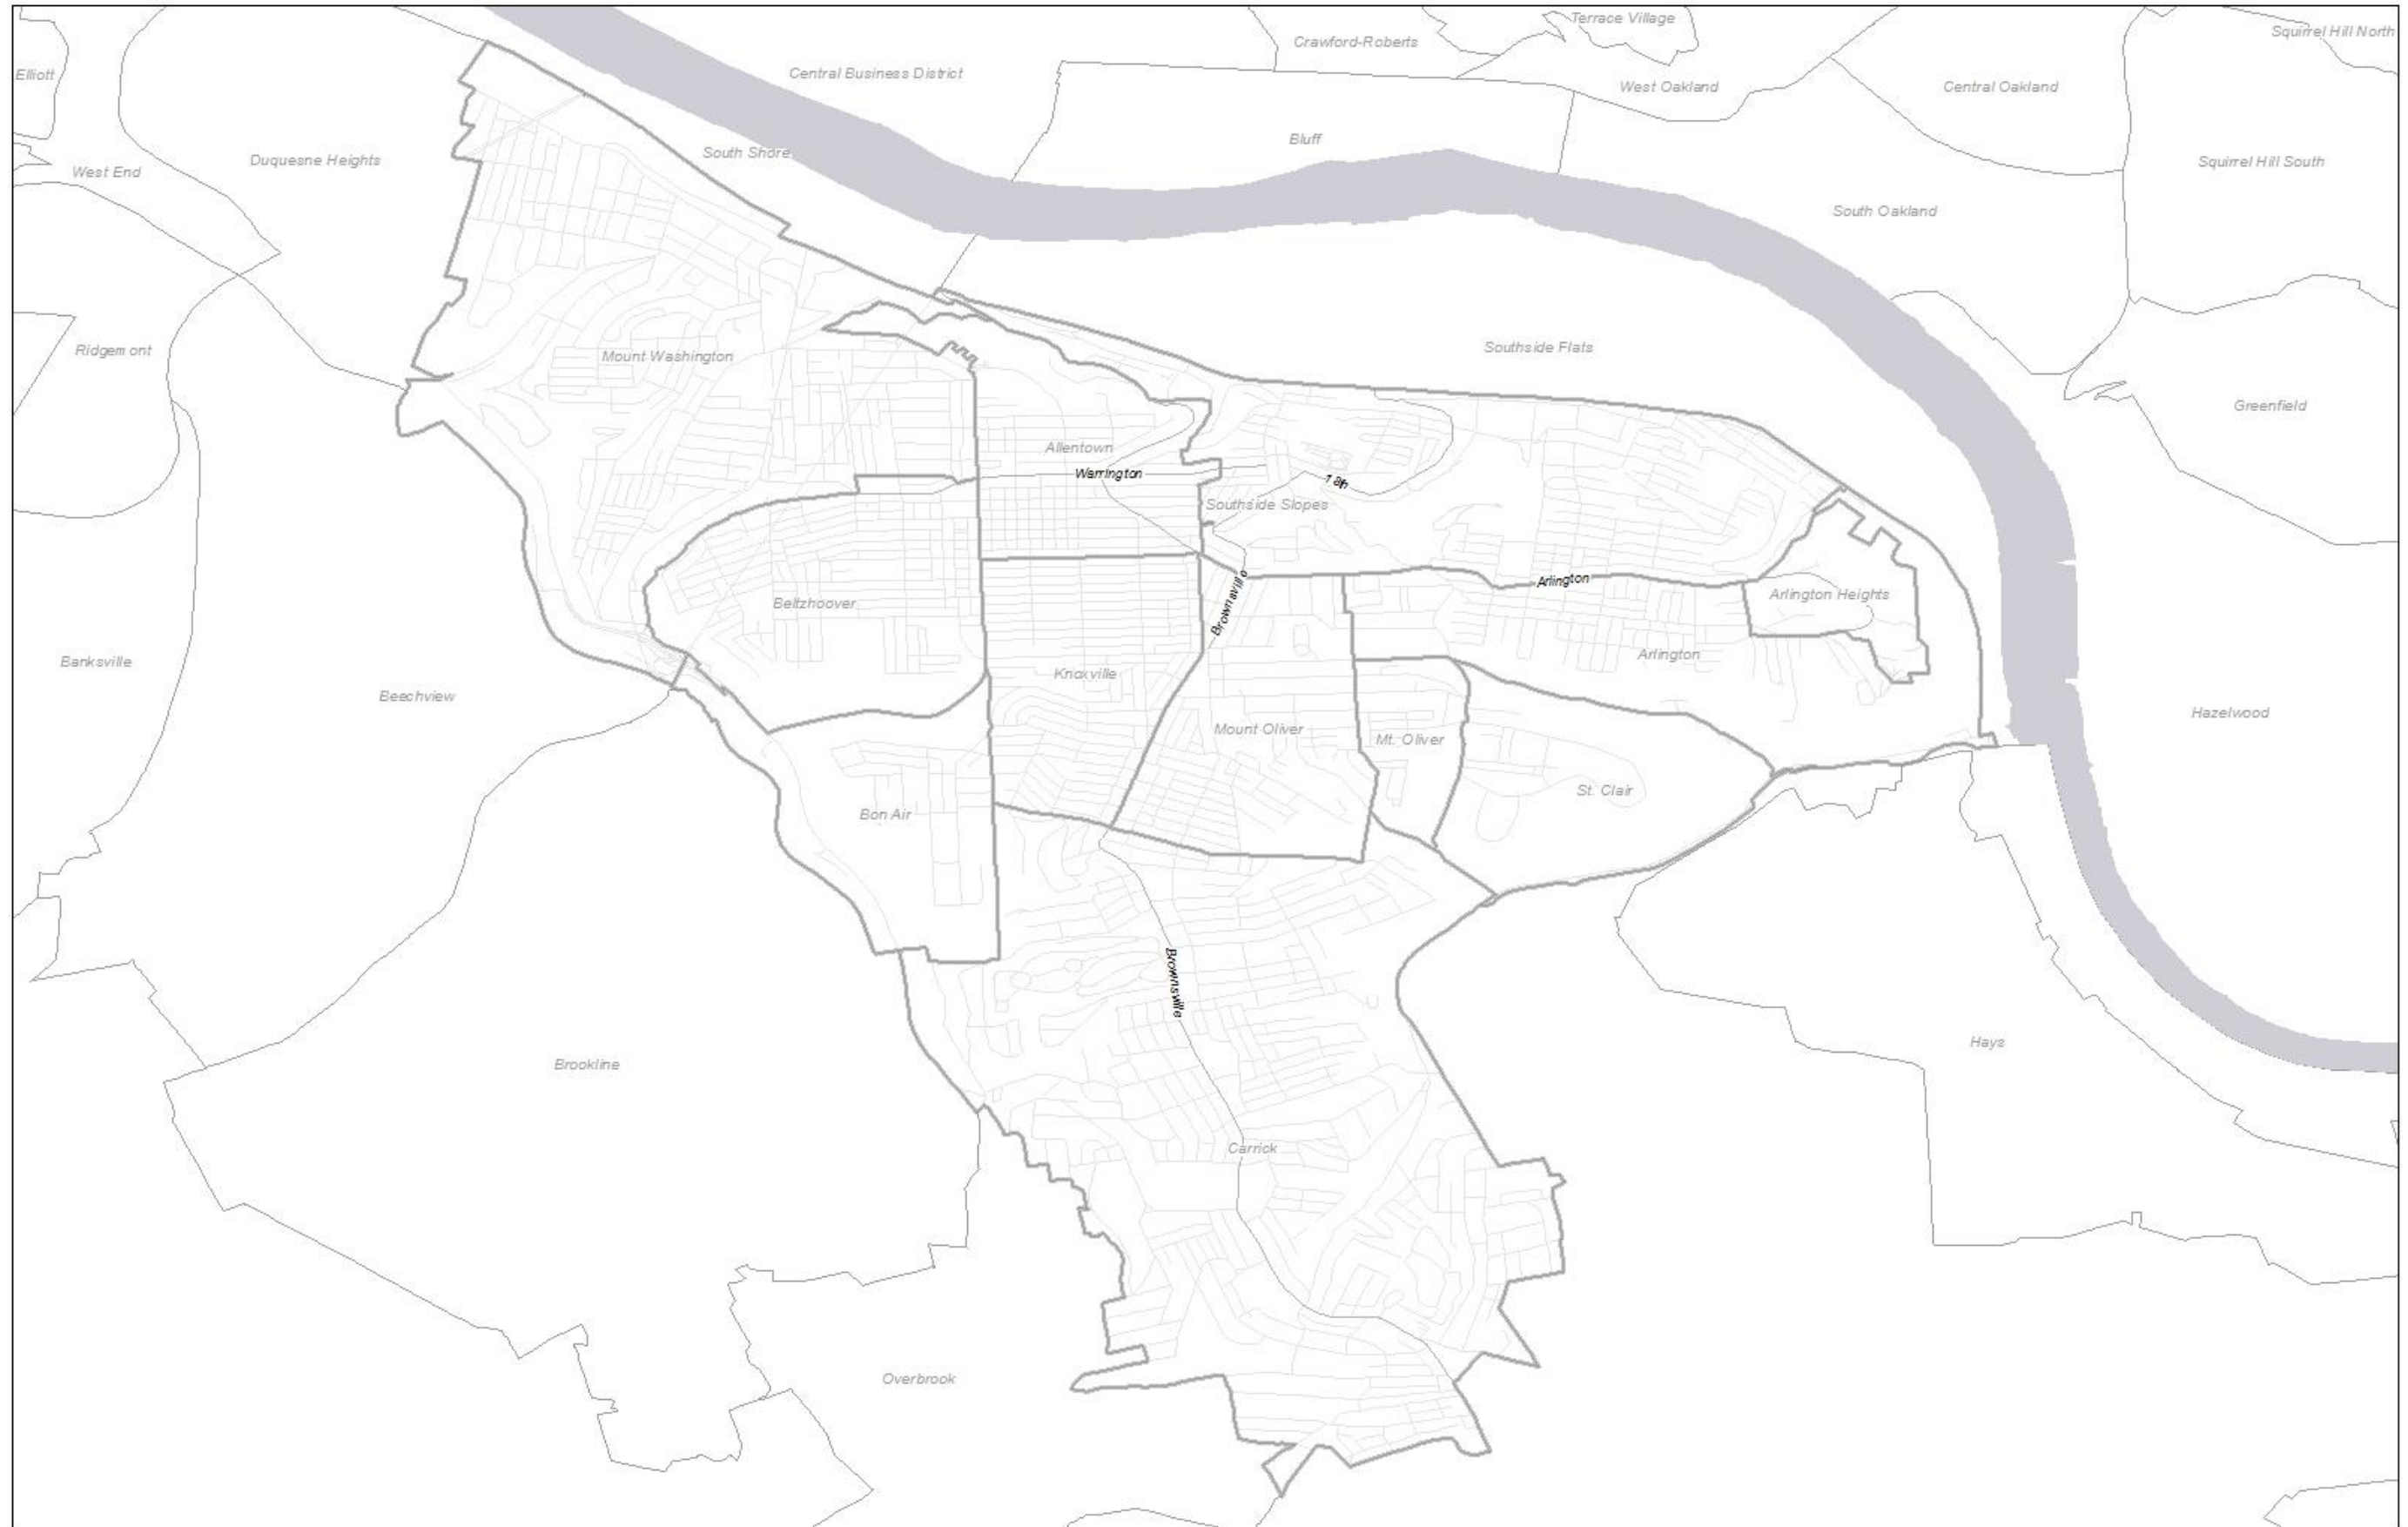 Terrace Village
Squirrel Hill North
Crawford-Roberts
Elliott
Central Business District
West Oakland
Central Oakland
Bluff
South Shore
Duquesne Heights
Squirrel Hill South
West End
South Oakland
Southside Flats
Ridgemont
Mount Washington
Greenfield
Allentown
Warrington
18th
Southside Slopes
Arlington
Arlington Heights
Beltzhoover
Brownsville
Arlington
Banksville
Knoxville
Beechview
Hazelwood
Mount Oliver
Mt. Oliver
St. Clair
Bon Air
Brownsville
Hays
Brookline
Carrick
Overbrook